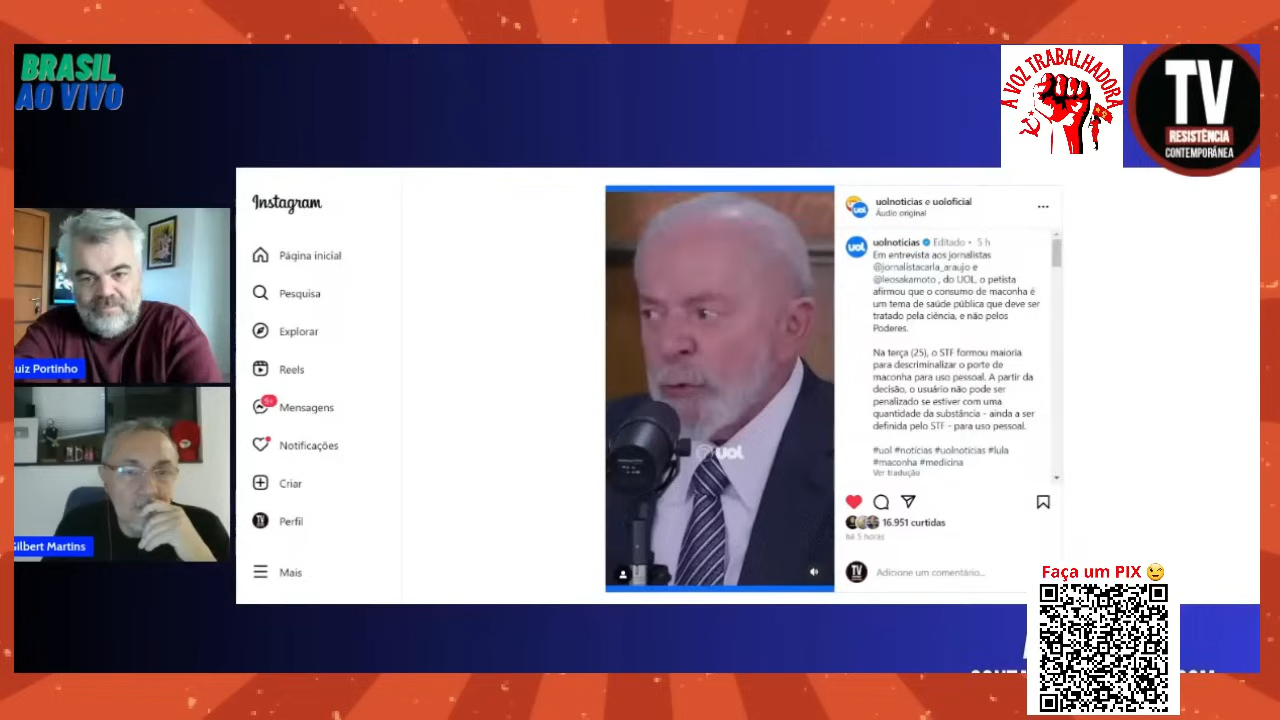 BRASIL
AO VIVO
A VOZ TRABALHADORA
TV
RESISTÊNCIA
CONTEMPORÂNEA
Instagram
Página inicial
Pesquisa
Explorar
Reels
9+
Mensagens
Notificações
Criar
Perfil
Mais
uiz Portinho
ilbert Martins
uol
uolnoticias e uoloficial
Áudio original
uolnoticias Editado • 5 h
Em entrevista aos jornalistas
@jornalistacarla_araujo e
@leosakamoto , do UOL, o petista
afirmou que o consumo de maconha é
um tema de saúde pública que deve ser
tratado pela ciência, e não pelos
Poderes.
Na terça (25), o STF formou maioria
para descriminalizar o porte de
maconha para uso pessoal. A partir da
decisão, o usuário não pode ser
penalizado se estiver com uma
quantidade da substância - ainda a ser
definida pelo STF - para uso pessoal.
#uol #notícias #uolnotícias #lula
#maconha #medicina
Ver tradução
16.951 curtidas
há 5 horas
Adicione um comentário...
Faça um PIX